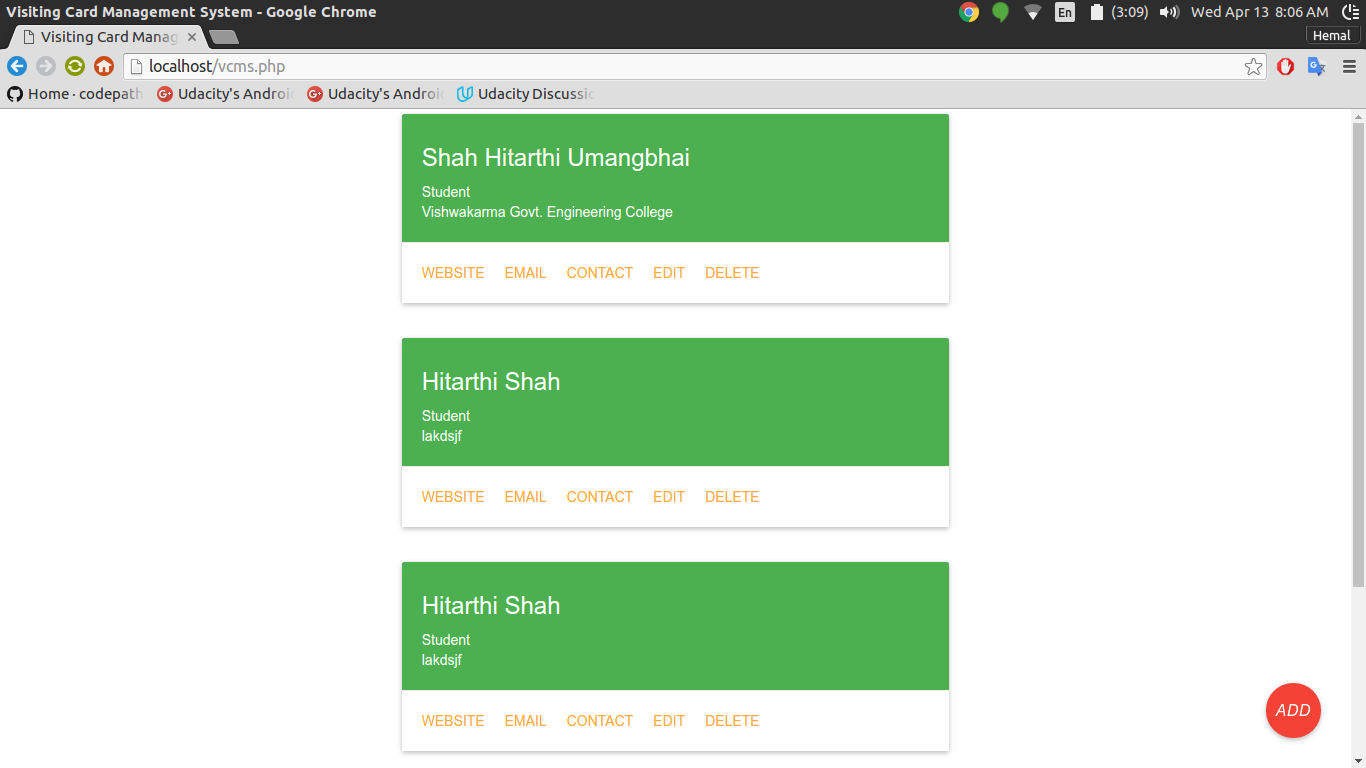 Visiting Card Management System - Google Chrome
En (3:09) Wed Apr 13 8:06 AM
Visiting Card Manag
Hemal
localhost/vcms.php
Home · codepath Udacity's Androi Udacity's Androi Udacity Discussic
Shah Hitarthi Umangbhai
Student
Vishwakarma Govt. Engineering College
WEBSITE EMAIL CONTACT EDIT DELETE
Hitarthi Shah
Student
lakdsjf
WEBSITE EMAIL CONTACT EDIT DELETE
Hitarthi Shah
Student
lakdsjf
ADD
WEBSITE EMAIL CONTACT EDIT DELETE